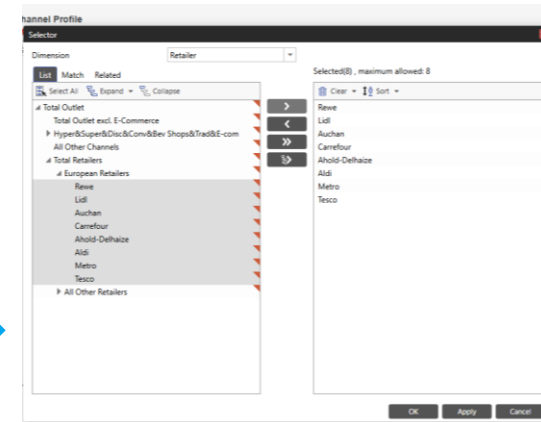 hannel Profile
Selector
Dimension
Retailer
List Match Related
Selected(8) , maximum allowed: 8
Select All Expand Collapse
Clear Sort
Total Outlet
Total Outlet excl. E-Commerce
Hyper&Super&Disc&Conv&Bev Shops&Trad&E-com
All Other Channels
Total Retailers
European Retailers
Rewe
Lidl
Auchan
Carrefour
Ahold-Delhaize
Aldi
Metro
Tesco
All Other Retailers
Rewe
Lidl
Auchan
Carrefour
Ahold-Delhaize
Aldi
Metro
Tesco
OK Apply Cancel